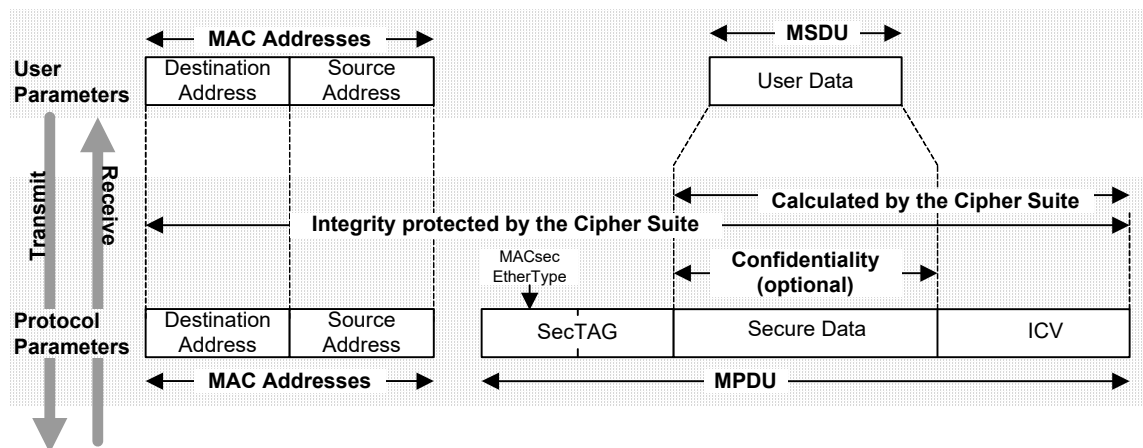 MAC Addresses
MSDU
User
Parameters
Destination
Address
Source
Address
User Data
Transmit
Receive
Calculated by the Cipher Suite
Integrity protected by the Cipher Suite
MACsec
EtherType
Confidentiality
(optional)
Protocol
Parameters
Destination
Address
Source
Address
SecTAG
Secure Data
ICV
MAC Addresses
MPDU